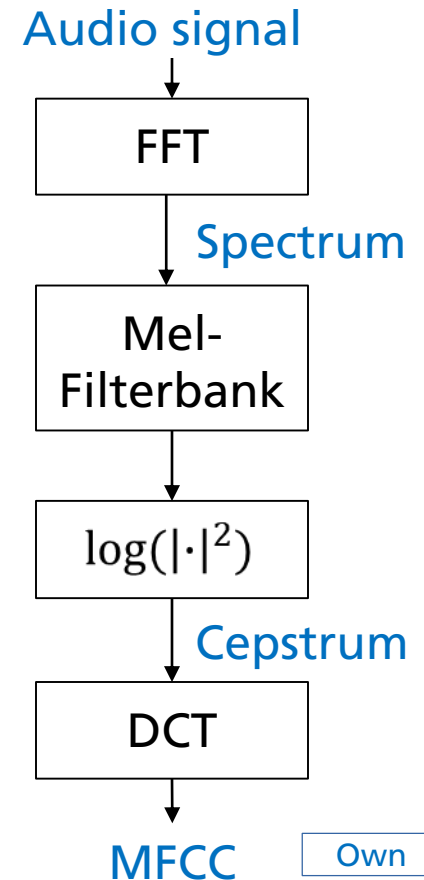 Audio signal
FFT
Spectrum
Mel-
Filterbank
log(|·|²)
Cepstrum
DCT
MFCC
Own